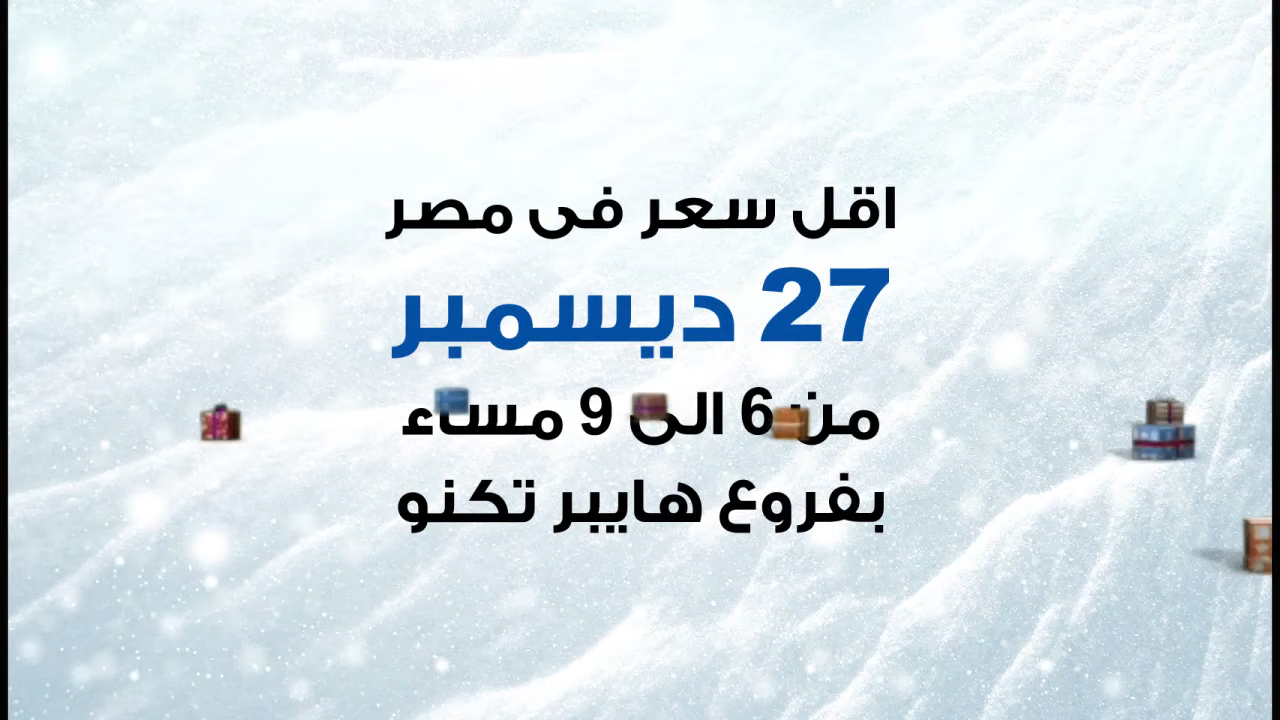 اقل سعر فى مصر
27 ديسمبر
من 6 الى 9 مساء
بفروع هايبر تكنو